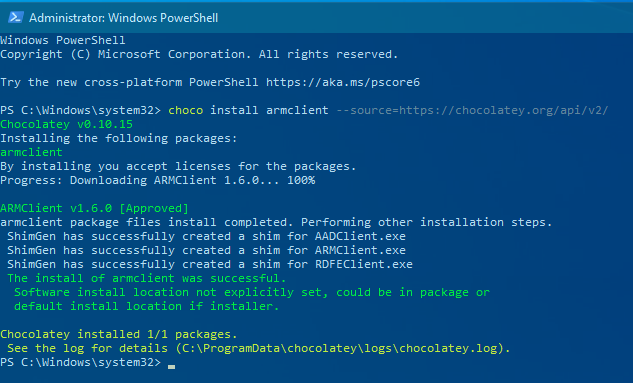 Administrator: Windows PowerShell
Windows PowerShell
Copyright (C) Microsoft Corporation. All rights reserved.
Try the new cross-platform PowerShell https://aka.ms/pscore6
PS C:\Windows\system32> choco install armclient --source=https://chocolatey.org/api/v2/
Chocolatey v0.10.15
Installing the following packages:
armclient
By installing you accept licenses for the packages.
Progress: Downloading ARMClient 1.6.0... 100%
ARMClient v1.6.0 [Approved]
armclient package files install completed. Performing other installation steps.
ShimGen has successfully created a shim for AADClient.exe
ShimGen has successfully created a shim for ARMClient.exe
ShimGen has successfully created a shim for RDFEClient.exe
The install of armclient was successful.
Software install location not explicitly set, could be in package or
default install location if installer.
Chocolatey installed 1/1 packages.
See the log for details (C:\ProgramData\chocolatey\logs\chocolatey.log).
PS C:\Windows\system32>